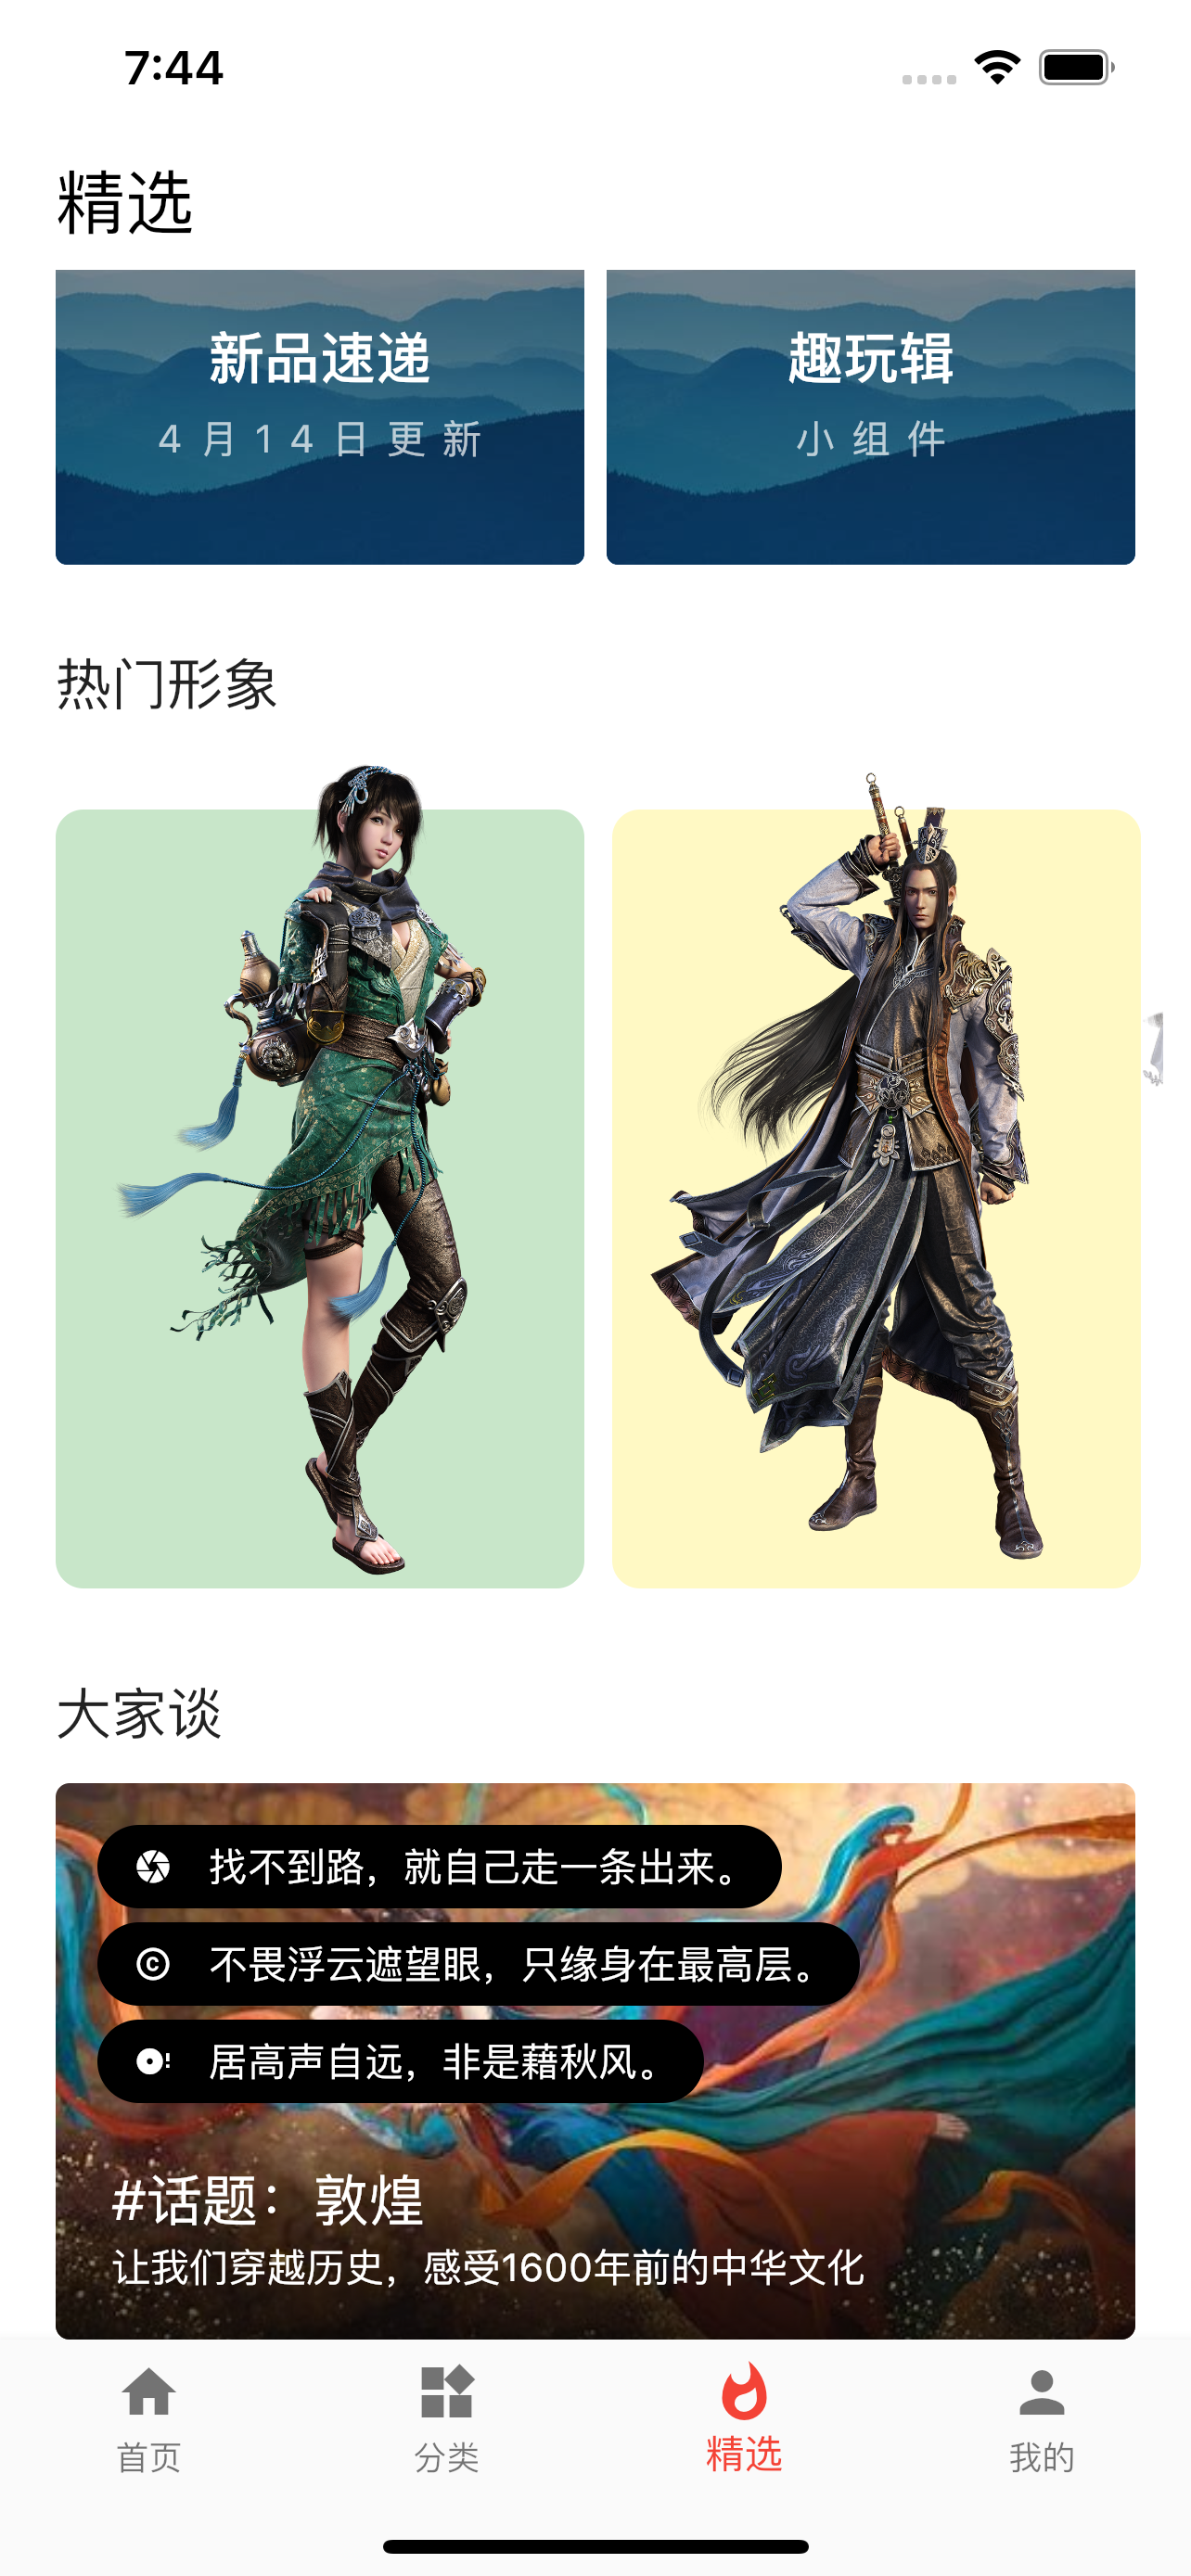 7:44
精选
新品速递
4月14日更新
趣玩辑
小组件
热门形象
大家谈
找不到路，就自己走一条出来。
不畏浮云遮望眼，只缘身在最高层。
居高声自远，非是藉秋风。
#话题：敦煌
让我们穿越历史，感受1600年前的中华文化
首页
分类
精选
我的